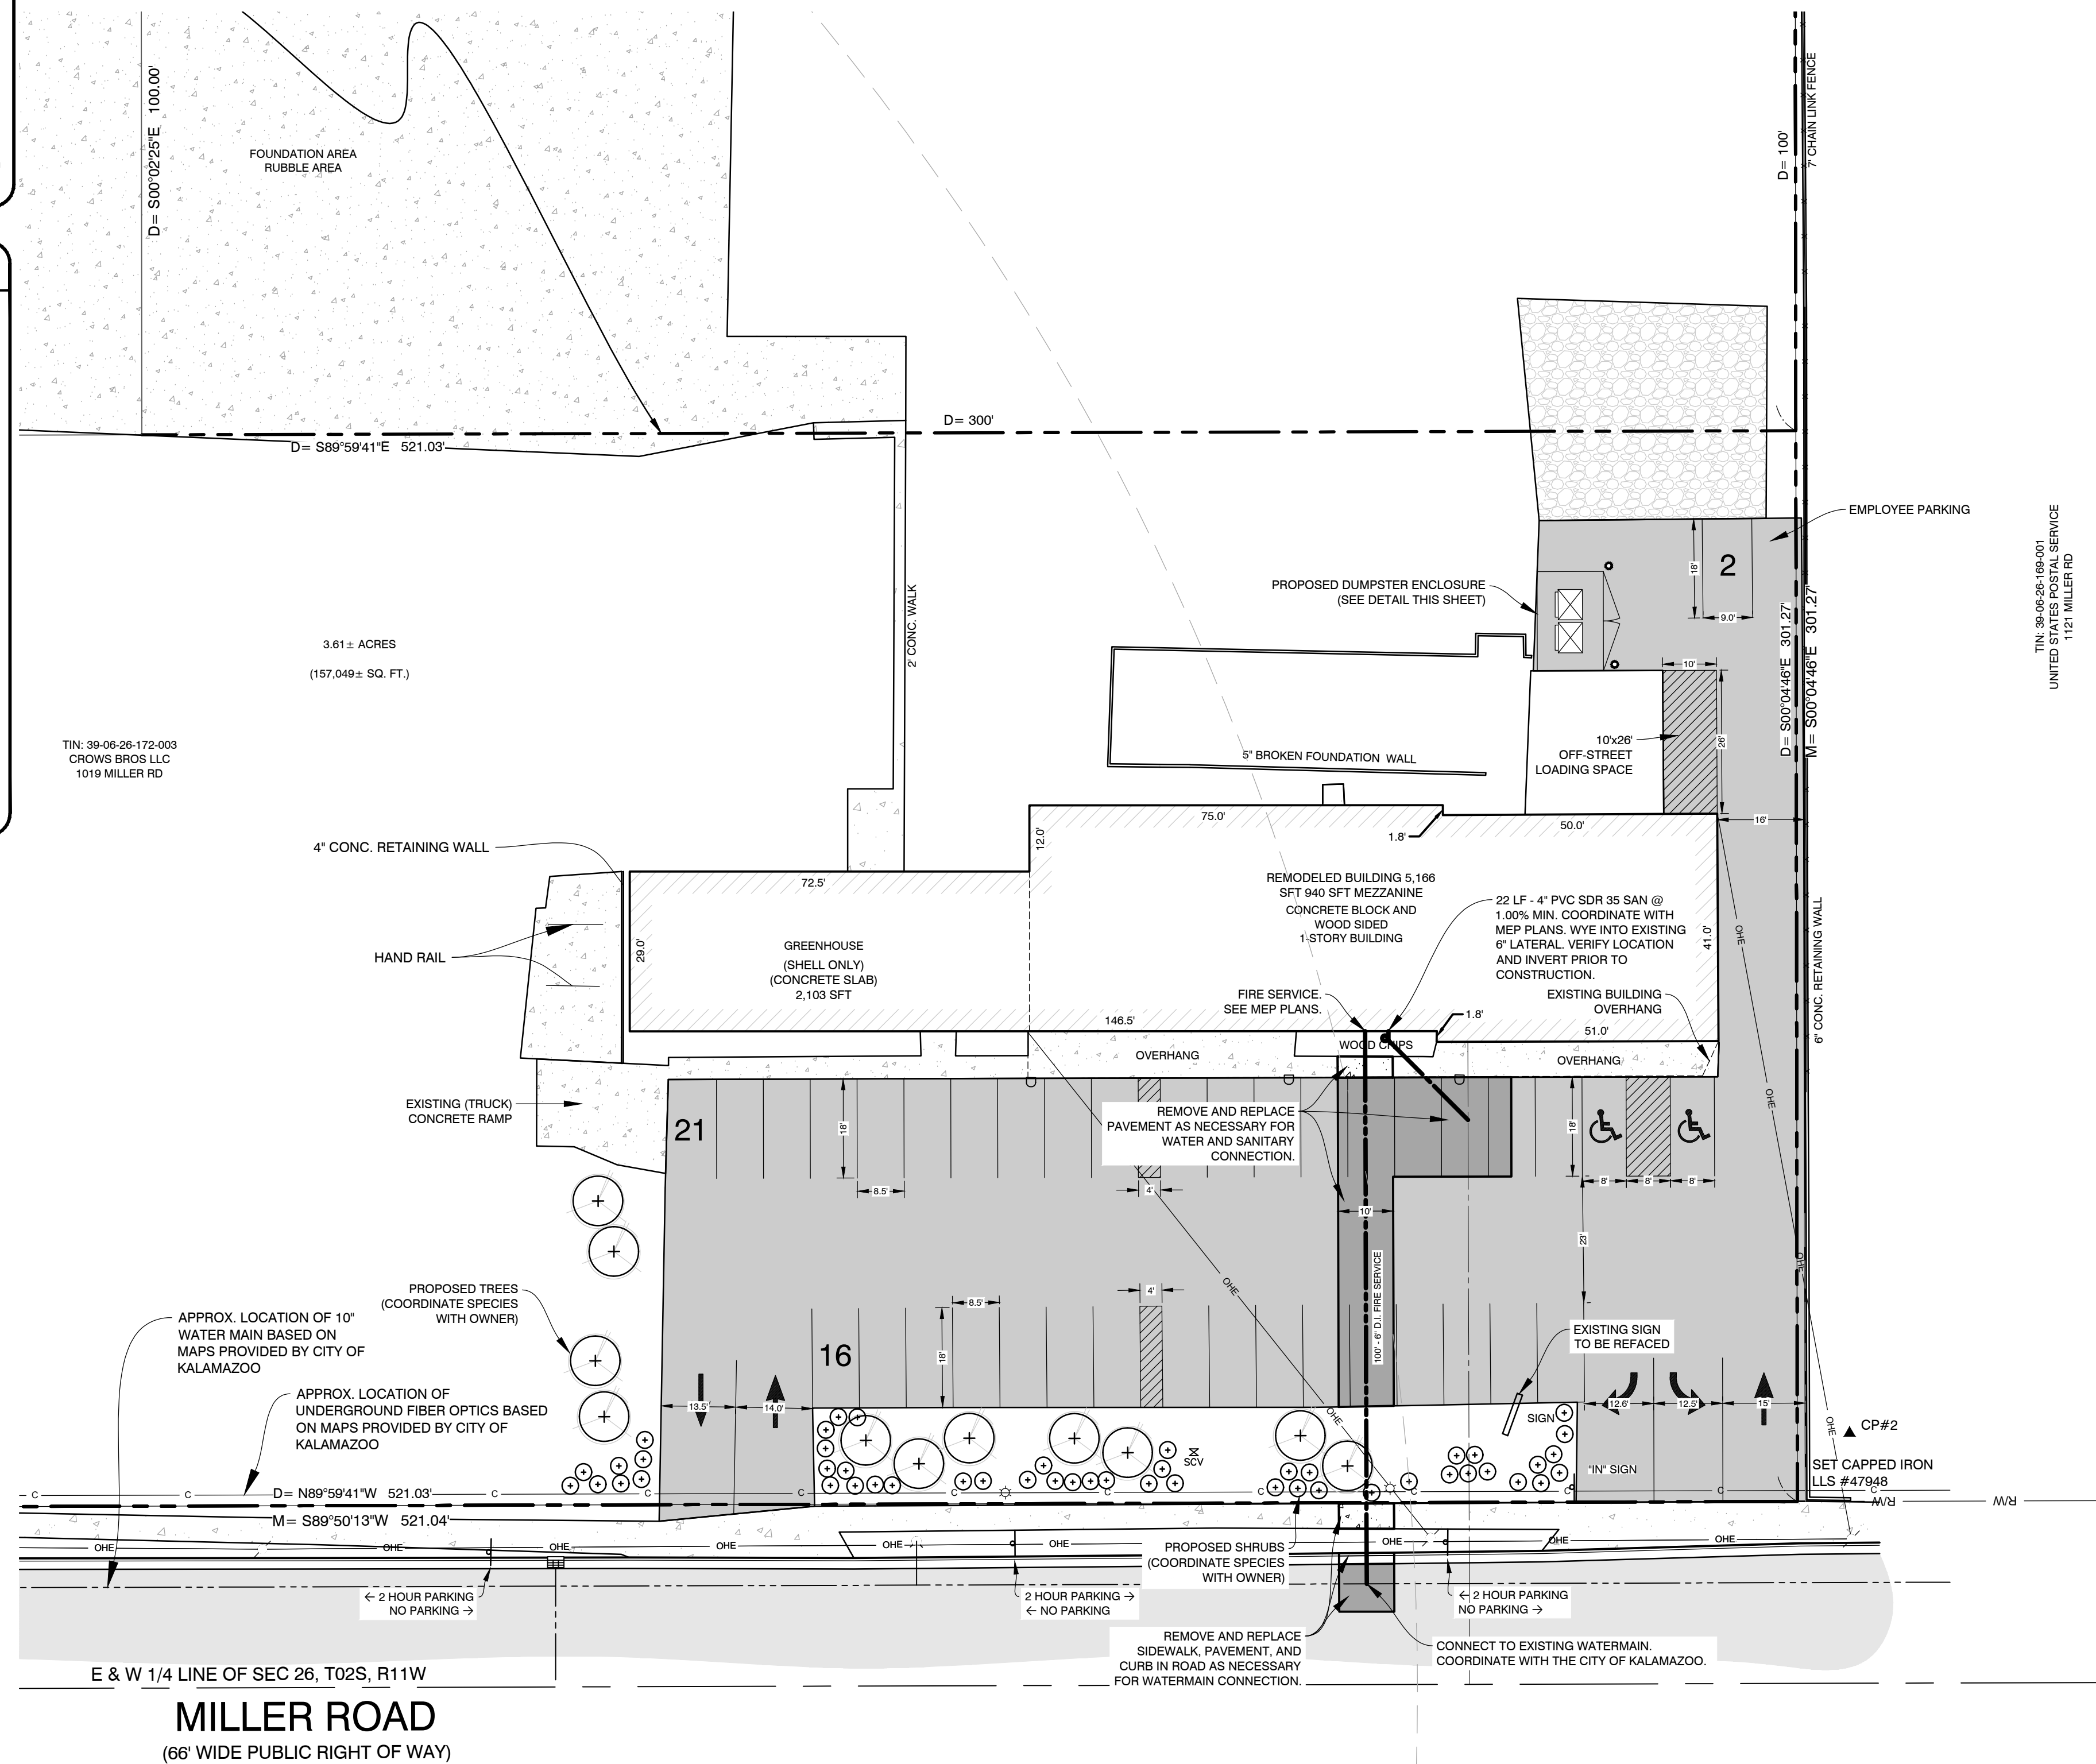 D= S00°02'25"E 100.00'
FOUNDATION AREA
RUBBLE AREA
D= 100'
7' CHAIN LINK FENCE
D= 300'
D= S89°59'41"E 521.03'
EMPLOYEE PARKING
TIN: 39-06-26-169-001
UNITED STATES POSTAL SERVICE
1121 MILLER RD
2
18'
9.0'
PROPOSED DUMPSTER ENCLOSURE
(SEE DETAIL THIS SHEET)
2' CONC. WALK
D= S00°04'46"E 301.27'
M= S00°04'46"E 301.27'
3.61± ACRES
(157,049± SQ. FT.)
10'
26'
10'x26'
OFF-STREET
LOADING SPACE
TIN: 39-06-26-172-003
CROWS BROS LLC
1019 MILLER RD
5" BROKEN FOUNDATION WALL
75.0'
1.8'
50.0'
16'
12.0'
4" CONC. RETAINING WALL
72.5'
REMODELED BUILDING 5,166
SFT 940 SFT MEZZANINE
CONCRETE BLOCK AND
WOOD SIDED
1-STORY BUILDING
22 LF - 4" PVC SDR 35 SAN @
1.00% MIN. COORDINATE WITH
MEP PLANS. WYE INTO EXISTING
6" LATERAL. VERIFY LOCATION
AND INVERT PRIOR TO
CONSTRUCTION.
41.0'
OHE
6" CONC. RETAINING WALL
29.0'
HAND RAIL
GREENHOUSE
(SHELL ONLY)
(CONCRETE SLAB)
2,103 SFT
FIRE SERVICE.
SEE MEP PLANS.
EXISTING BUILDING
OVERHANG
146.5'
1.8'
51.0'
WOOD CHIPS
OVERHANG
OVERHANG
EXISTING (TRUCK)
CONCRETE RAMP
21
18'
8.5'
4'
REMOVE AND REPLACE
PAVEMENT AS NECESSARY FOR
WATER AND SANITARY
CONNECTION.
18'
8'
8'
8'
OHE
10'
23'
OHE
OHE
100' - 6" D.I. FIRE SERVICE
PROPOSED TREES
(COORDINATE SPECIES
WITH OWNER)
8.5'
4'
16
18'
EXISTING SIGN
TO BE REFACED
APPROX. LOCATION OF 10"
WATER MAIN BASED ON
MAPS PROVIDED BY CITY OF
KALAMAZOO
APPROX. LOCATION OF
UNDERGROUND FIBER OPTICS BASED
ON MAPS PROVIDED BY CITY OF
KALAMAZOO
13.5'
14.0'
12.6'
12.5'
15'
OHE
SIGN
OHE
CP#2
SCV
"IN" SIGN
SET CAPPED IRON
LLS #47948
C
C
D= N89°59'41"W 521.03'
C
C
C
C
C
C
C
C
C
R/W
R/W
M= S89°50'13"W 521.04'
OHE
OHE
OHE
OHE
OHE
OHE
OHE
OHE
OHE
PROPOSED SHRUBS
(COORDINATE SPECIES
WITH OWNER)
← 2 HOUR PARKING
NO PARKING →
2 HOUR PARKING →
← NO PARKING
← 2 HOUR PARKING
NO PARKING →
REMOVE AND REPLACE
SIDEWALK, PAVEMENT, AND
CURB IN ROAD AS NECESSARY
FOR WATERMAIN CONNECTION.
CONNECT TO EXISTING WATERMAIN.
COORDINATE WITH THE CITY OF KALAMAZOO.
E & W 1/4 LINE OF SEC 26, T02S, R11W
MILLER ROAD
(66' WIDE PUBLIC RIGHT OF WAY)